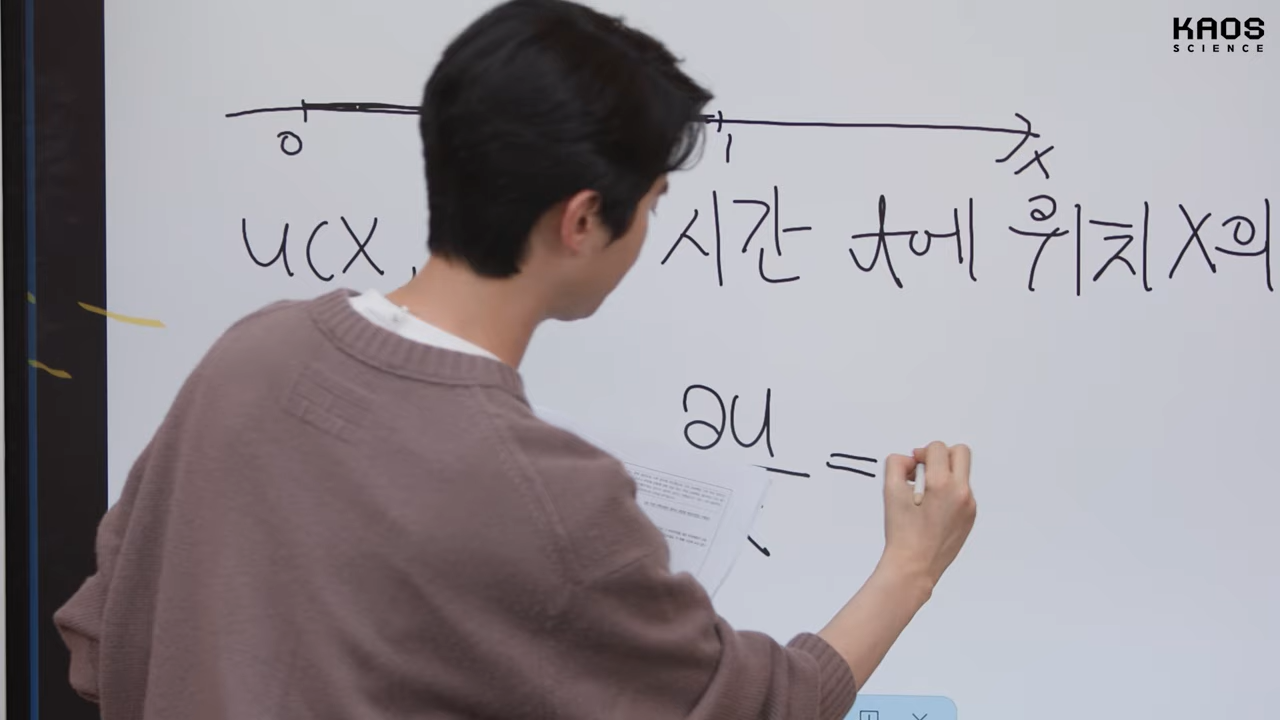 KAOS
SCIENCE
0 1 x
u(x, 시간 t에 위치 x의
∂u =